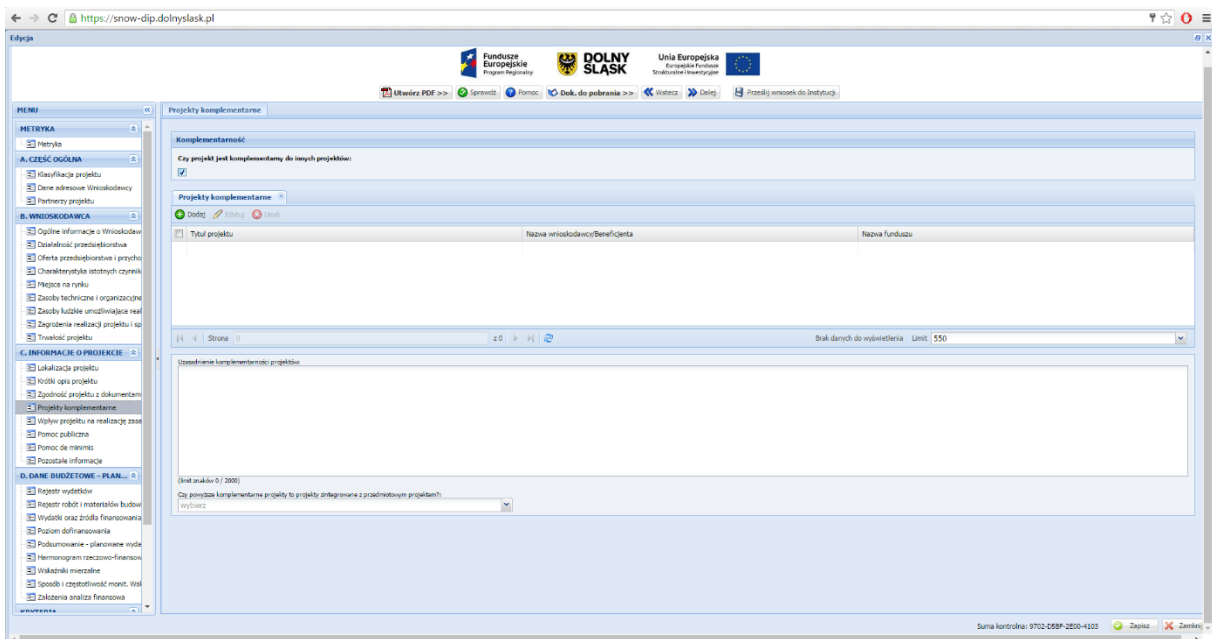 https://snow-dip.dolnyslask.pl
Edycja
Fundusze
Europejskie
Program Regionalny
DOLNY
ŚLĄSK
Unia Europejska
Europejskie Fundusze
Strukturalne i Inwestycyjne
Utwórz PDF >> Sprawdź Pomoc Dok. do pobrania >> Wstecz Dalej Prześlij wniosek do Instytucji
MENU
Projekty komplementarne
METRYKA
Metryka
A. CZĘŚĆ OGÓLNA
Klasyfikacja projektu
Dane adresowe Wnioskodawcy
Partnerzy projektu
B. WNIOSKODAWCA
Ogólne informacje o Wnioskodaw
Działalność przedsiębiorstwa
Oferta przedsiębiorstwa i przycho
Charakterystyka istotnych czynnik
Miejsce na rynku
Zasoby techniczne i organizacyjne
Zasoby ludzkie umożliwiające real
Zagrożenia realizacji projektu i sp
Trwałość projektu
C. INFORMACJE O PROJEKCIE
Lokalizacja projektu
Krótki opis projektu
Zgodność projektu z dokumentam
Projekty komplementarne
Wpływ projektu na realizację zasa
Pomoc publiczna
Pomoc de minimis
Pozostałe informacje
D. DANE BUDŻETOWE - PLAN...
Rejestr wydatków
Rejestr robót i materiałów budow
Wydatki oraz źródła finansowania
Poziom dofinansowania
Podsumowanie - planowane wyda
Harmonogram rzeczowo-finansow
Wskaźniki mierzalne
Sposób i częstotliwość monit. Wsk
Założenia analiza finansowa
KRYTERIA
Komplementarność
Czy projekt jest komplementarny do innych projektów:
Projekty komplementarne
Dodaj Edytuj Usuń
Tytuł projektu Nazwa wnioskodawcy/Beneficjenta Nazwa funduszu
Strona 0 z 0 Brak danych do wyświetlenia Limit 550
Uzasadnienie komplementarności projektów:
(limit znaków 0 / 2000)
Czy powyższe komplementarne projekty to projekty zintegrowane z przedmiotowym projektem?:
wybierz
Suma kontrolna: 9702-D5BF-2E00-4103 Zapisz Zamknij